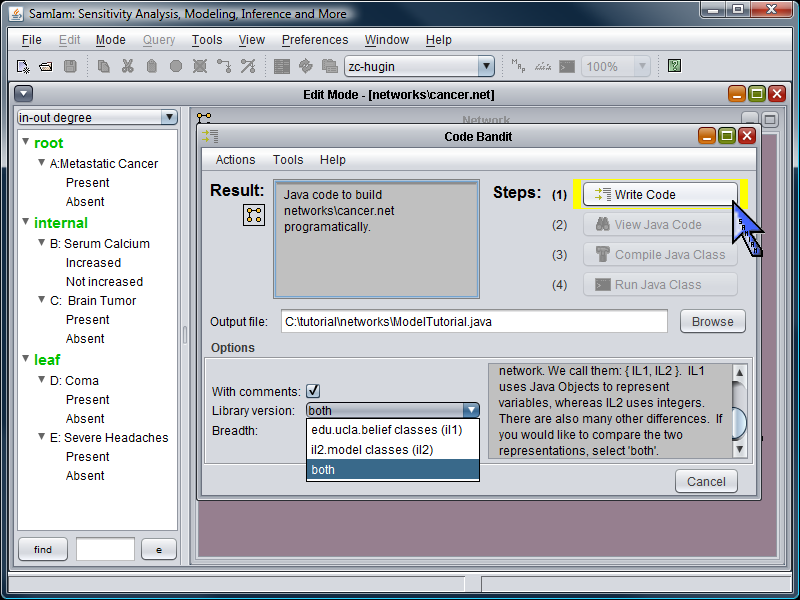 SamIam: Sensitivity Analysis, Modeling, Inference and More
File Edit Mode Query Tools View Preferences Window Help
zc-hugin
100%
Edit Mode - [networks\cancer.net]
in-out degree
root
A:Metastatic Cancer
Present
Absent
internal
B: Serum Calcium
Increased
Not increased
C: Brain Tumor
Present
Absent
leaf
D: Coma
Present
Absent
E: Severe Headaches
Present
Absent
find
e
Network
Code Bandit
Actions Tools Help
Result:
Java code to build
networks\cancer.net
programatically.
Steps:
(1) Write Code
(2) View Java Code
(3) Compile Java Class
(4) Run Java Class
Output file: C:\tutorial\networks\ModelTutorial.java Browse
Options
With comments:
Library version: both
Breadth:
edu.ucla.belief classes (il1)
il2.model classes (il2)
both
network. We call them: { IL1, IL2 }. IL1
uses Java Objects to represent
variables, whereas IL2 uses integers.
There are also many other differences. If
you would like to compare the two
representations, select 'both'.
Cancel